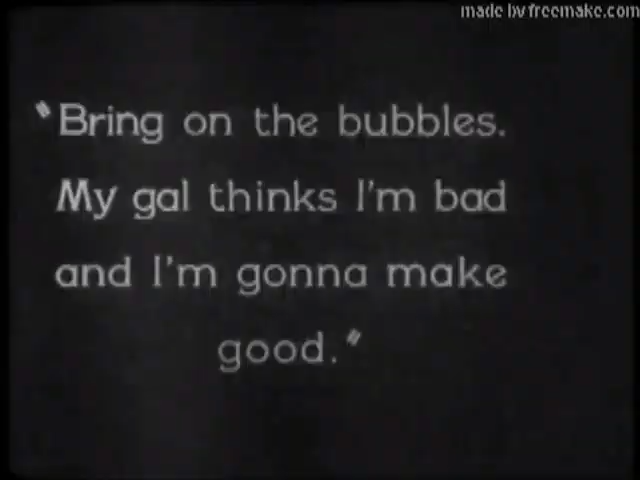 made by freemake.com
"Bring on the bubbles.
My gal thinks I'm bad
and I'm gonna make
good."